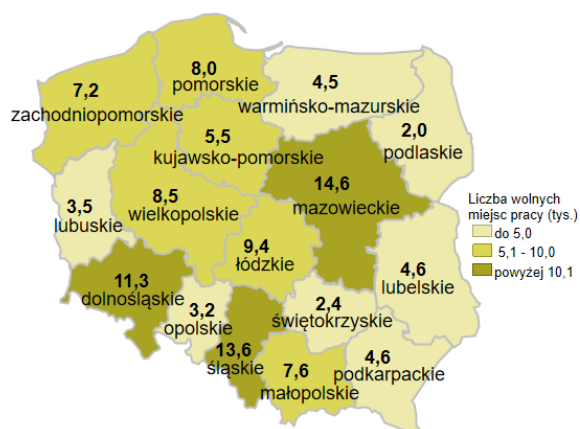 8,0
pomorskie
7,2
zachodniopomorskie
4,5
warmińsko-mazurskie
2,0
podlaskie
5,5
kujawsko-pomorskie
14,6
mazowieckie
3,5
lubuskie
8,5
wielkopolskie
9,4
łódzkie
11,3
dolnośląskie
3,2
opolskie
13,6
śląskie
2,4
świętokrzyskie
4,6
lubelskie
7,6
małopolskie
4,6
podkarpackie
Liczba wolnych
miejsc pracy (tys.)
do 5,0
5,1 - 10,0
powyżej 10,1